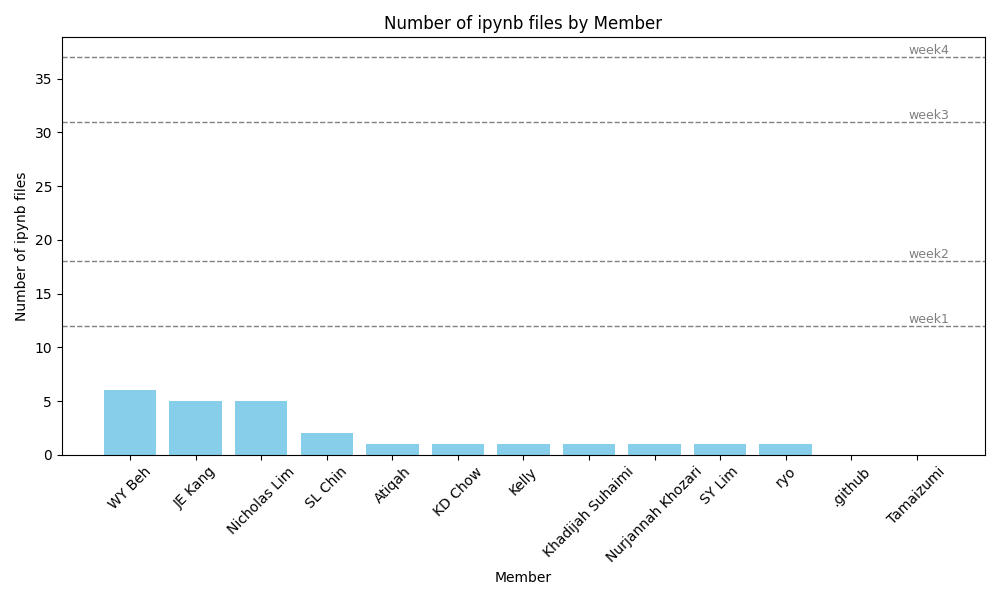 Number of ipynb files by Member
week4
week3
week2
week1
35
30
25
20
15
10
5
0
Number of ipynb files
WY Beh
JE Kang
Nicholas Lim
SL Chin
Atiqah
KD Chow
Kelly
Khadijah Suhaimi
Nurjannah Khozari
SY Lim
ryo
.github
Tamaizumi
Member